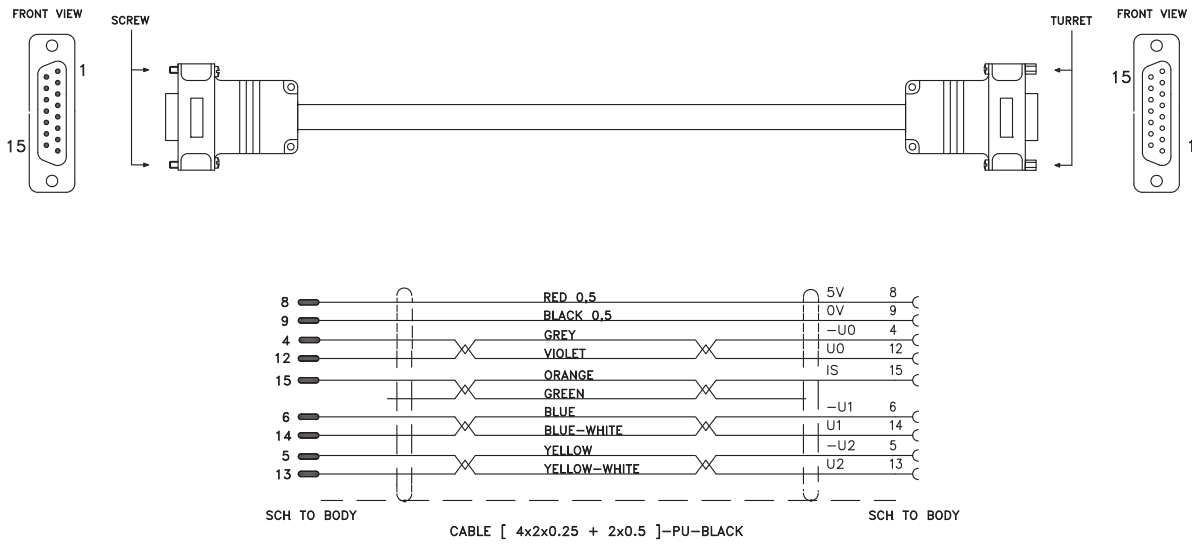 FRONT VIEW
SCREW
TURRET
FRONT VIEW
1
15
15
1
8 RED 0,5 5V 8
9 BLACK 0,5 0V 9
4 GREY -U0 4
12 VIOLET U0 12
15 ORANGE IS 15
GREEN
6 BLUE -U1 6
14 BLUE-WHITE U1 14
5 YELLOW -U2 5
13 YELLOW-WHITE U2 13
SCH TO BODY
SCH TO BODY
CABLE [ 4x2x0.25 + 2x0.5 ]-PU-BLACK